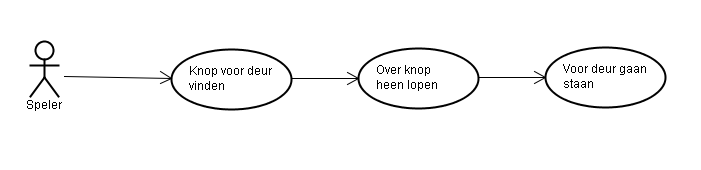 Speler
Knop voor deur
vinden
Over knop
heen lopen
Voor deur gaan
staan